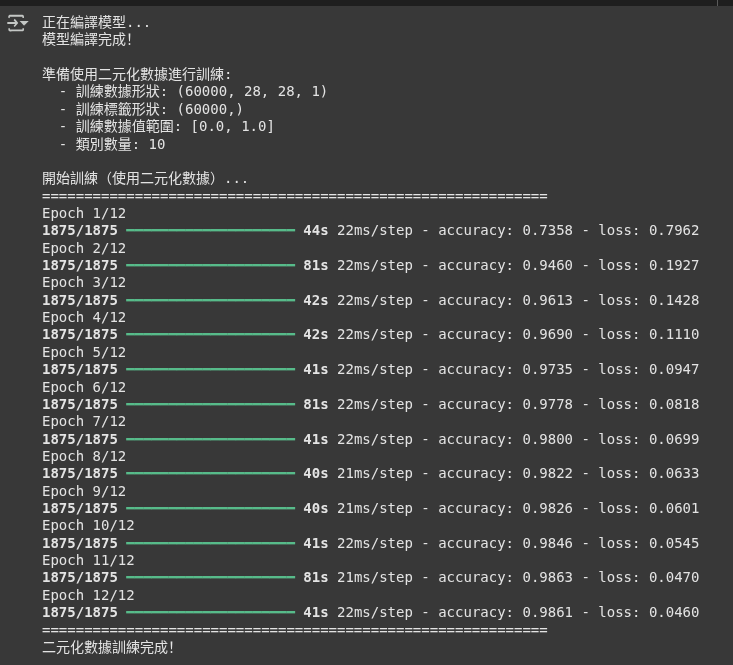 正在編譯模型...
模型編譯完成！
準備使用二元化數據進行訓練：
- 訓練數據形狀: (60000, 28, 28, 1)
- 訓練標籤形狀: (60000,)
- 訓練數據值範圍: [0.0, 1.0]
- 類別數量: 10
開始訓練（使用二元化數據）...
============================================================
Epoch 1/12
1875/1875 ━━━━━━━━━━━━━━━━━━━━ 44s 22ms/step - accuracy: 0.7358 - loss: 0.7962
Epoch 2/12
1875/1875 ━━━━━━━━━━━━━━━━━━━━ 81s 22ms/step - accuracy: 0.9460 - loss: 0.1927
Epoch 3/12
1875/1875 ━━━━━━━━━━━━━━━━━━━━ 42s 22ms/step - accuracy: 0.9613 - loss: 0.1428
Epoch 4/12
1875/1875 ━━━━━━━━━━━━━━━━━━━━ 42s 22ms/step - accuracy: 0.9690 - loss: 0.1110
Epoch 5/12
1875/1875 ━━━━━━━━━━━━━━━━━━━━ 41s 22ms/step - accuracy: 0.9735 - loss: 0.0947
Epoch 6/12
1875/1875 ━━━━━━━━━━━━━━━━━━━━ 81s 22ms/step - accuracy: 0.9778 - loss: 0.0818
Epoch 7/12
1875/1875 ━━━━━━━━━━━━━━━━━━━━ 41s 22ms/step - accuracy: 0.9800 - loss: 0.0699
Epoch 8/12
1875/1875 ━━━━━━━━━━━━━━━━━━━━ 40s 21ms/step - accuracy: 0.9822 - loss: 0.0633
Epoch 9/12
1875/1875 ━━━━━━━━━━━━━━━━━━━━ 40s 21ms/step - accuracy: 0.9826 - loss: 0.0601
Epoch 10/12
1875/1875 ━━━━━━━━━━━━━━━━━━━━ 41s 22ms/step - accuracy: 0.9846 - loss: 0.0545
Epoch 11/12
1875/1875 ━━━━━━━━━━━━━━━━━━━━ 81s 21ms/step - accuracy: 0.9863 - loss: 0.0470
Epoch 12/12
1875/1875 ━━━━━━━━━━━━━━━━━━━━ 41s 22ms/step - accuracy: 0.9861 - loss: 0.0460
============================================================
二元化數據訓練完成！